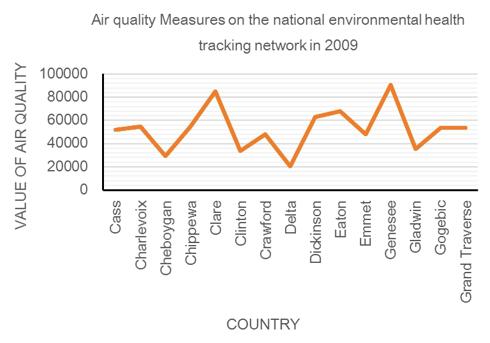 Air quality Measures on the national environmental health
tracking network in 2009
VALUE OF AIR QUALITY
100000
80000
60000
40000
20000
0
Cass
Charlevoix
Cheboygan
Chippewa
Clare
Clinton
Crawford
Delta
Dickinson
Eaton
Emmet
Genesee
Gladwin
Gogebic
Grand Traverse
COUNTRY